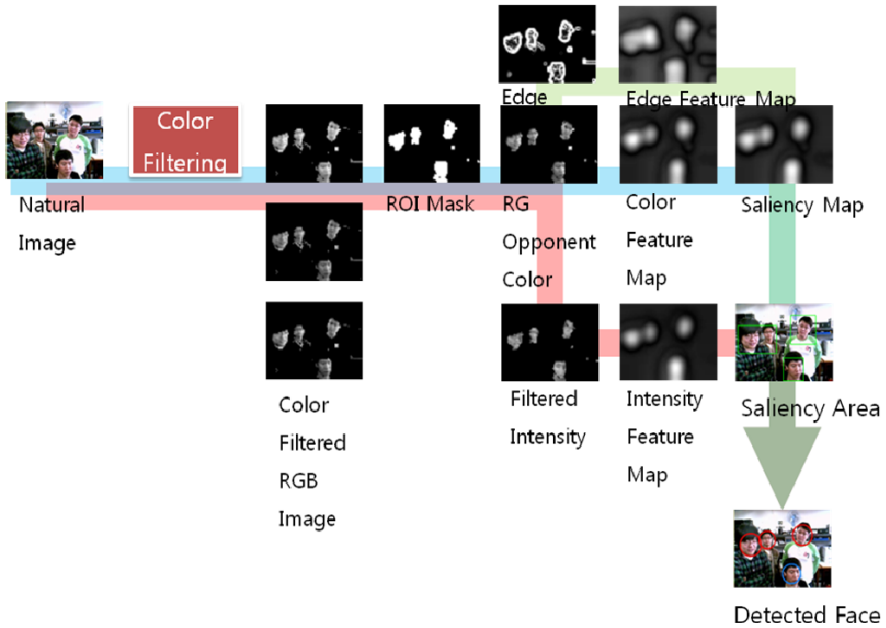 Edge
Edge Feature Map
Color
Filtering
Natural
Image
ROI Mask
RG
Opponent
Color
Color
Feature
Map
Saliency Map
Color
Filtered
RGB
Image
Filtered
Intensity
Intensity
Feature
Map
Saliency Area
Detected Face